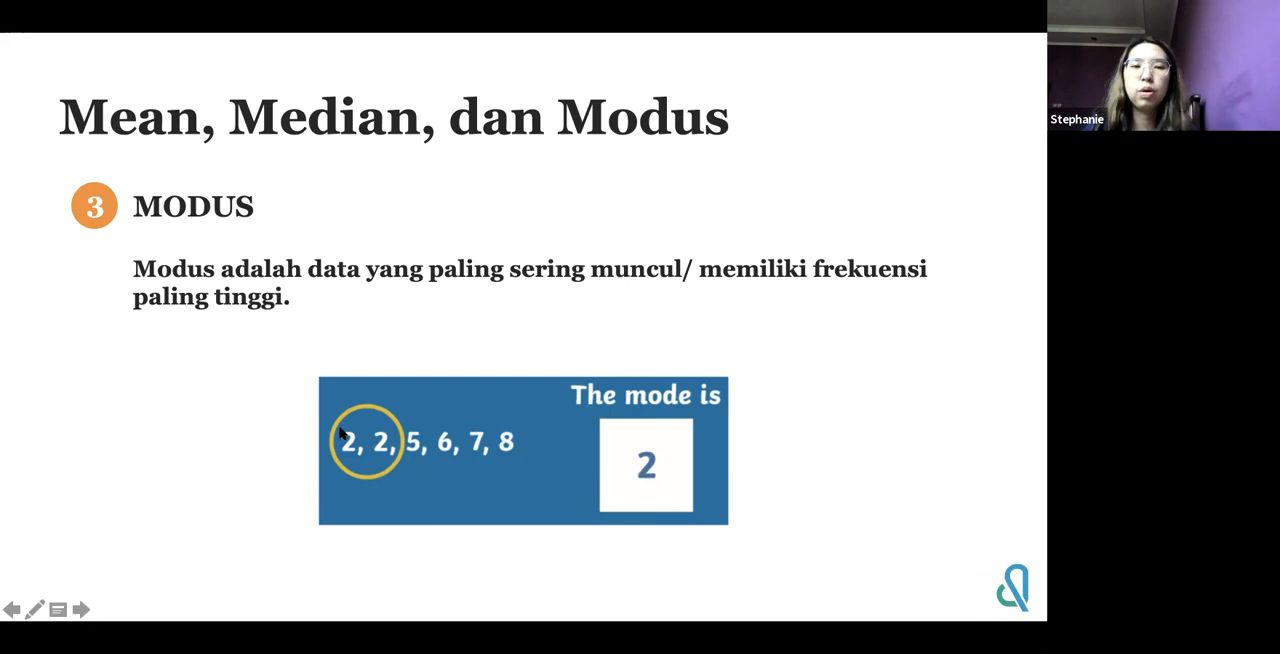 Mean, Median, dan Modus
3 MODUS
Modus adalah data yang paling sering muncul/ memiliki frekuensi
paling tinggi.
The mode is
2, 2, 5, 6, 7, 8
2
Stephanie